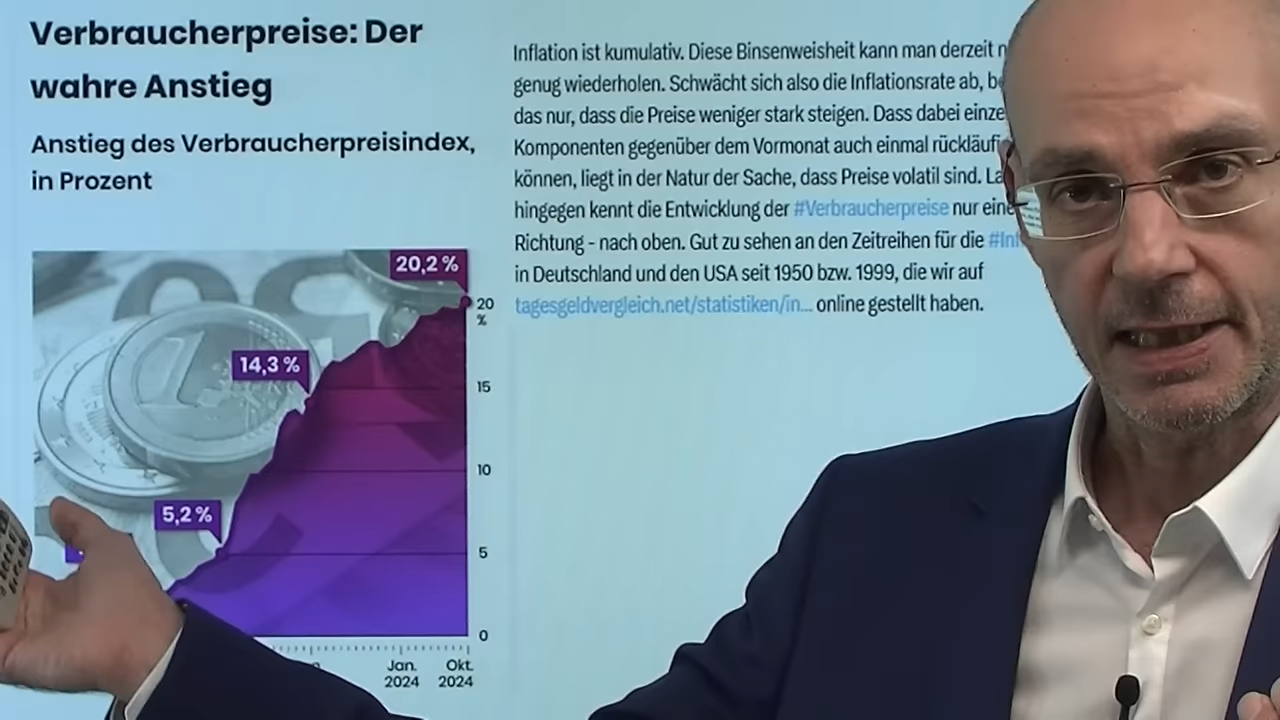 Verbraucherpreise: Der
wahre Anstieg
Anstieg des Verbraucherpreisindex,
in Prozent
20,2 %
20
%
14,3 %
15
10
5,2 %
5
0
Jan.
2024
Okt.
2024
Inflation ist kumulativ. Diese Binsenweisheit kann man derzeit
genug wiederholen. Schwächt sich also die Inflationsrate ab,
das nur, dass die Preise weniger stark steigen. Dass dabei
Komponenten gegenüber dem Vormonat auch einmal
können, liegt in der Natur der Sache, dass Preise volatil sind.
hingegen kennt die Entwicklung der #Verbraucherpreise nur
Richtung - nach oben. Gut zu sehen an den Zeitreihen für die
in Deutschland und den USA seit 1950 bzw. 1999, die wir auf
tagesgeldvergleich.net/statistiken/in... online gestellt haben.